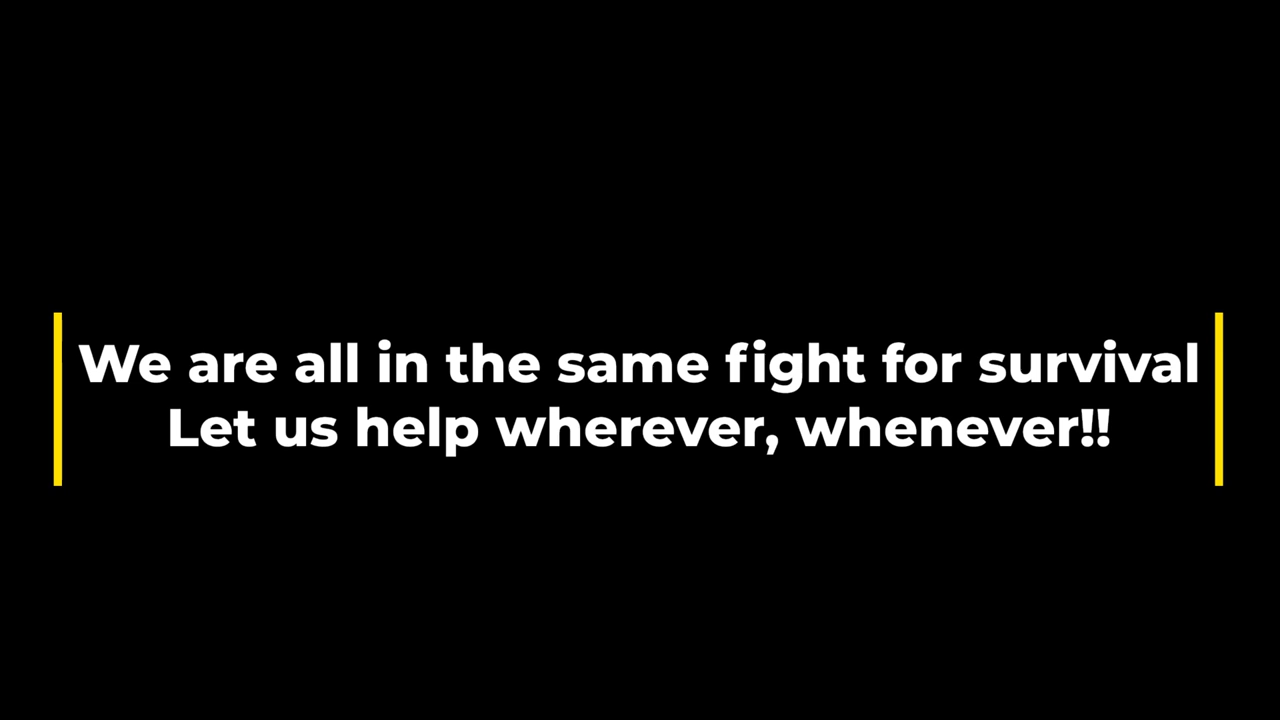 We are all in the same fight for survival
Let us help wherever, whenever!!